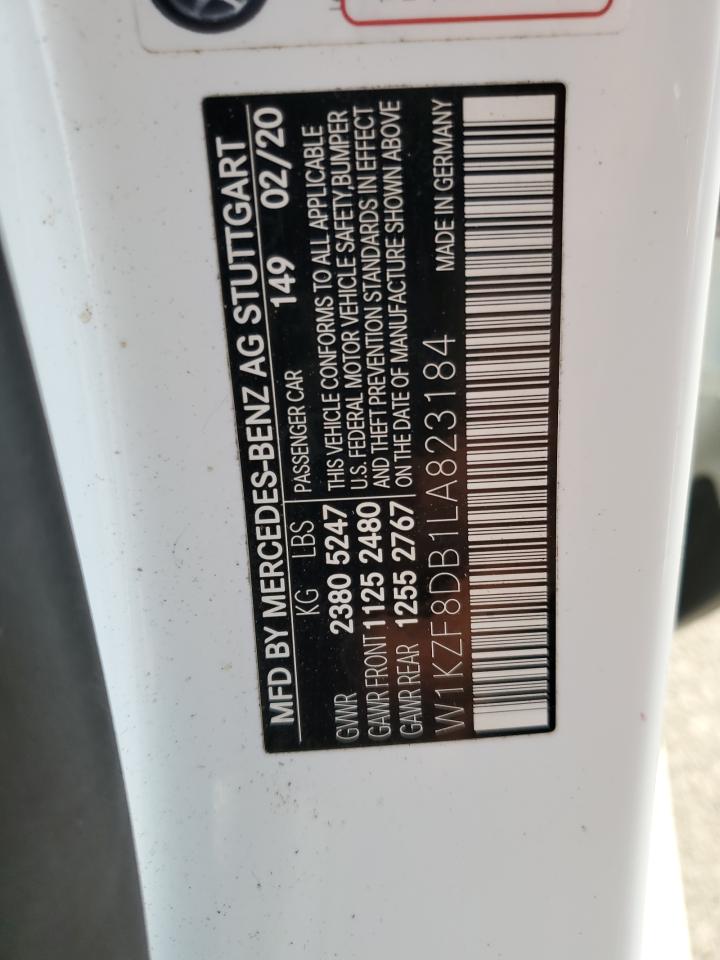 MFD BY MERCEDES-BENZ AG STUTTGART
KG LBS PASSENGER CAR 149 02/20
GVWR 2380 5247 THIS VEHICLE CONFORMS TO ALL APPLICABLE
GAWR FRONT 1125 2480 U.S. FEDERAL MOTOR VEHICLE SAFETY, BUMPER
GAWR REAR 1255 2767 AND THEFT PREVENTION STANDARDS IN EFFECT
ON THE DATE OF MANUFACTURE SHOWN ABOVE
W1KZF8DB1LA823184 MADE IN GERMANY